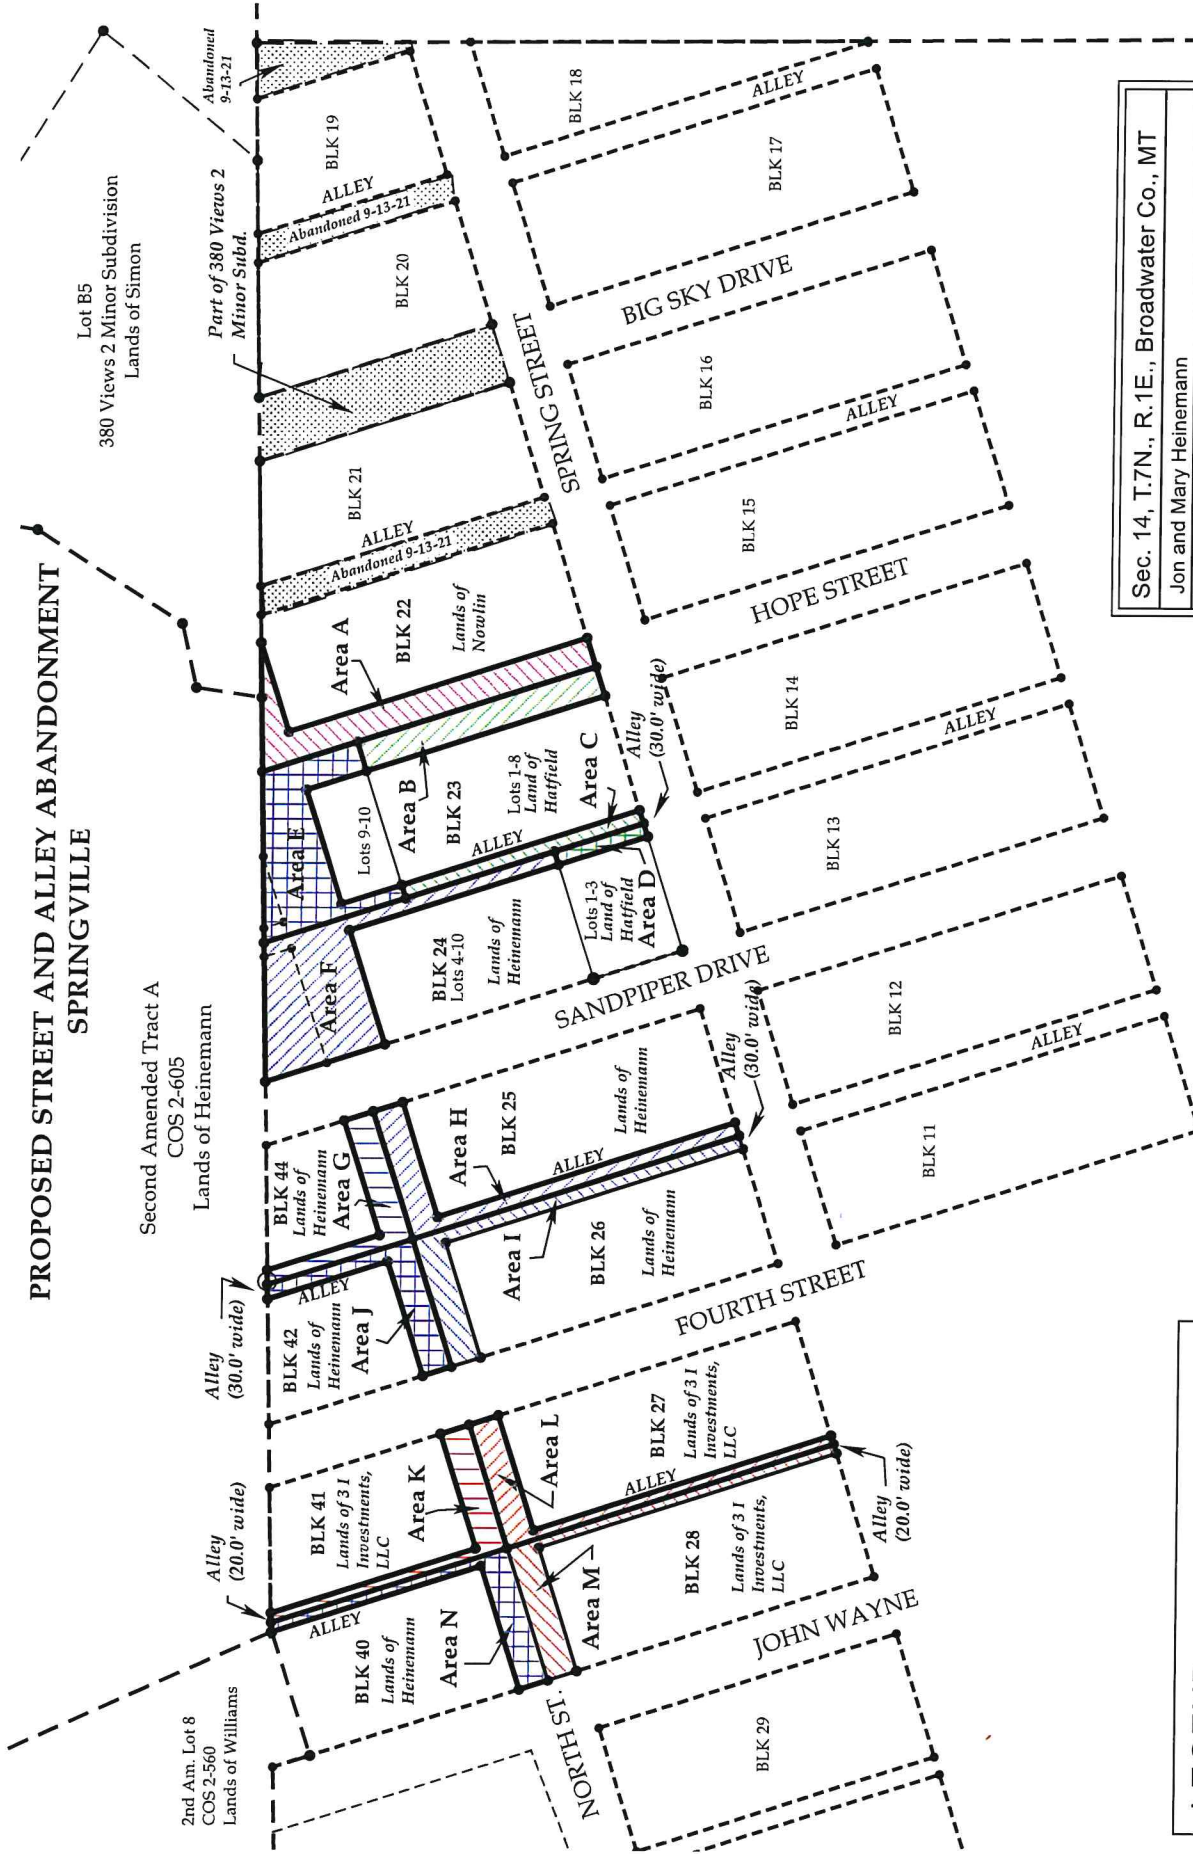 PROPOSED STREET AND ALLEY ABANDONMENT
SPRINGVILLE
Lot B5
380 Views 2 Minor Subdivision
Lands of Simon
Abandoned
9-13-21
Part of 380 Views 2
Minor Subd.
Second Amended Tract A
COS 2-605
Lands of Heinemann
2nd Am. Lot 8
COS 2-560
Lands of Williams
Alley
(20.0' wide)
Alley
(30.0' wide)
BLK 40
Lands of
Heinemann
ALLEY
BLK 41
Lands of 3 I
Investments,
LLC
BLK 42
Lands of
Heinemann
ALLEY
BLK 44
Lands of
Heinemann
Area N
Area K
Area J
Area G
Area F
Area E
Lots 9-10
Area A
BLK 22
Lands of
Nowlin
ALLEY
Abandoned 9-13-21
BLK 21
BLK 20
ALLEY
Abandoned 9-13-21
BLK 19
Area M
Area L
Area I
Area H
BLK 24
Lots 4-10
Lands of
Heinemann
ALLEY
Area B
BLK 23
Lots 1-8
Land of
Hatfield
Area C
Lots 1-3
Land of
Hatfield
Area D
Alley
(30.0' wide)
BLK 28
Lands of 3 I
Investments,
LLC
ALLEY
BLK 27
Lands of 3 I
Investments,
LLC
Alley
(20.0' wide)
BLK 26
Lands of
Heinemann
ALLEY
BLK 25
Lands of
Heinemann
Alley
(30.0' wide)
NORTH ST.
JOHN WAYNE
FOURTH STREET
SANDPIPER DRIVE
HOPE STREET
BIG SKY DRIVE
SPRING STREET
BLK 29
BLK 11
ALLEY
BLK 12
BLK 13
ALLEY
BLK 14
BLK 15
ALLEY
BLK 16
BLK 17
ALLEY
BLK 18
Sec. 14, T.7N., R.1E., Broadwater Co., MT
Jon and Mary Heinemann